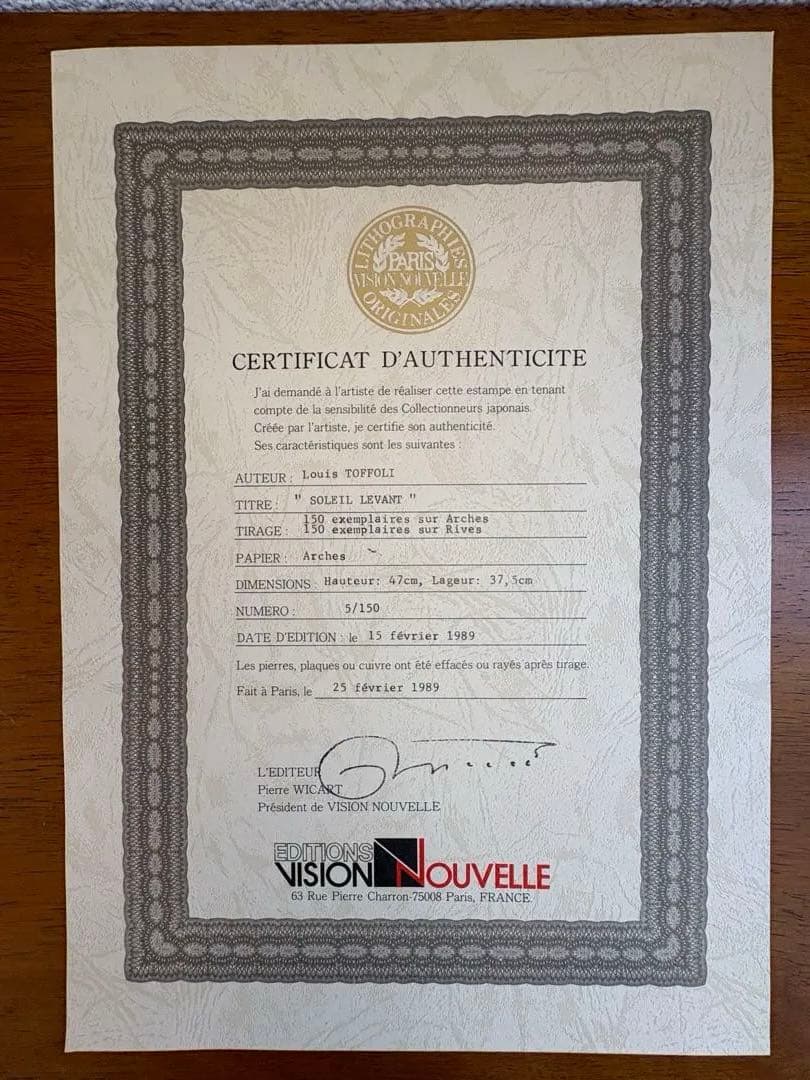 LITHOGRAPHIES
PARIS
VISION NOUVELLE
ORIGINALES
CERTIFICAT D'AUTHENTICITE
J'ai demandé à l'artiste de réaliser cette estampe en tenant
compte de la sensibilité des Collectionneurs japonais.
Créée par l'artiste, je certifie son authenticité.
Ses caractéristiques sont les suivantes :
AUTEUR : Louis TOFFOLI
TITRE : " SOLEIL LEVANT "
150 exemplaires sur Arches
TIRAGE : 150 exemplaires sur Rives
PAPIER : Arches
DIMENSIONS : Hauteur: 47cm, Lageur: 37,5cm
NUMERO : 5/150
DATE D'EDITION : le 15 février 1989
Les pierres, plaques ou cuivre ont été effacés ou rayés après tirage.
Fait à Paris, le 25 février 1989
L'EDITEUR
Pierre WICART
Président de VISION NOUVELLE
EDITIONS
VISION NOUVELLE
63 Rue Pierre Charron-75008 Paris, FRANCE.